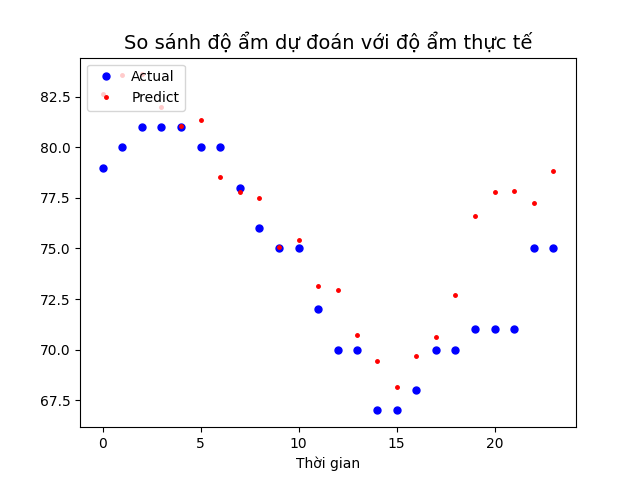 So sánh độ ẩm dự đoán với độ ẩm thực tế
Actual
Predict
82.5
80.0
77.5
75.0
72.5
70.0
67.5
0 5 10 15 20
Thời gian